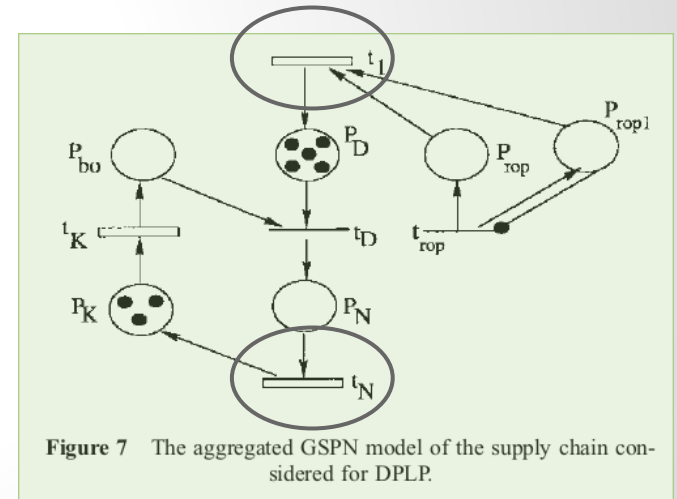 t1
Pbo
PD
Prop
Prop1
tK
tD
trop
PK
PN
tN
Figure 7 The aggregated GSPN model of the supply chain con-
sidered for DPLP.